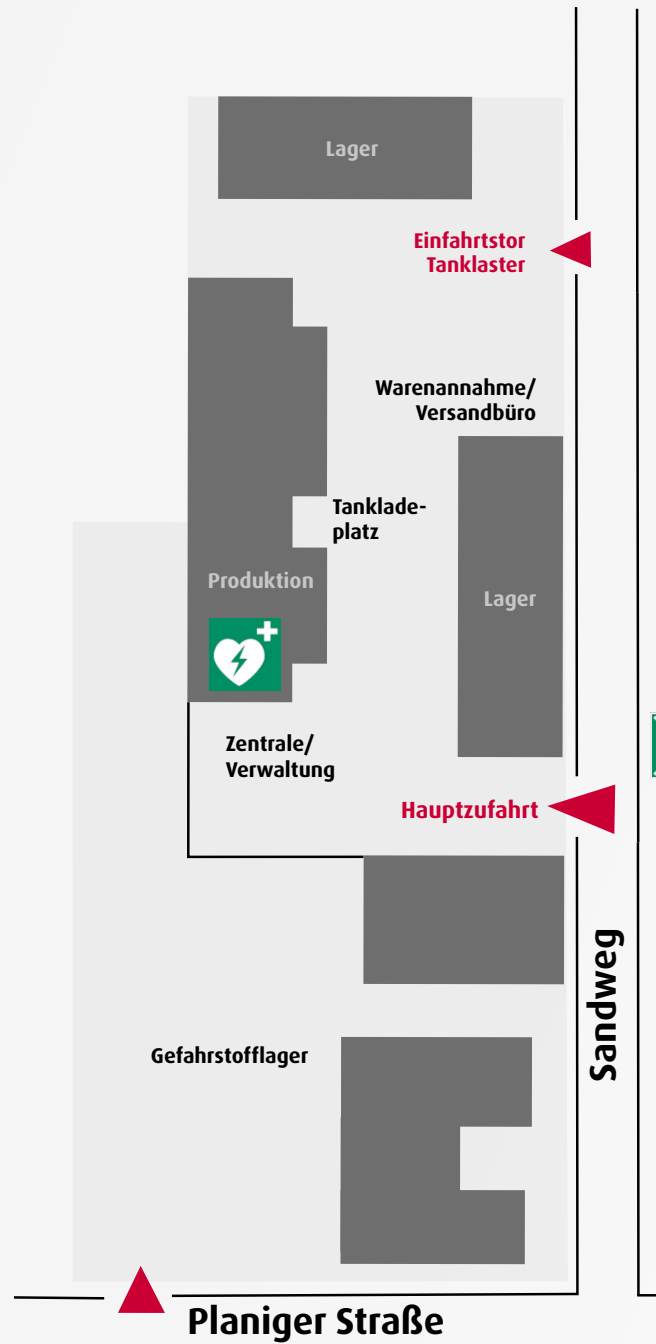 Lager
Einfahrtstor
Tanklaster
Warenannahme/
Versandbüro
Tanklade-
platz
Produktion
Lager
Zentrale/
Verwaltung
Hauptzufahrt
Sandweg
Gefahrstofflager
Planiger Straße